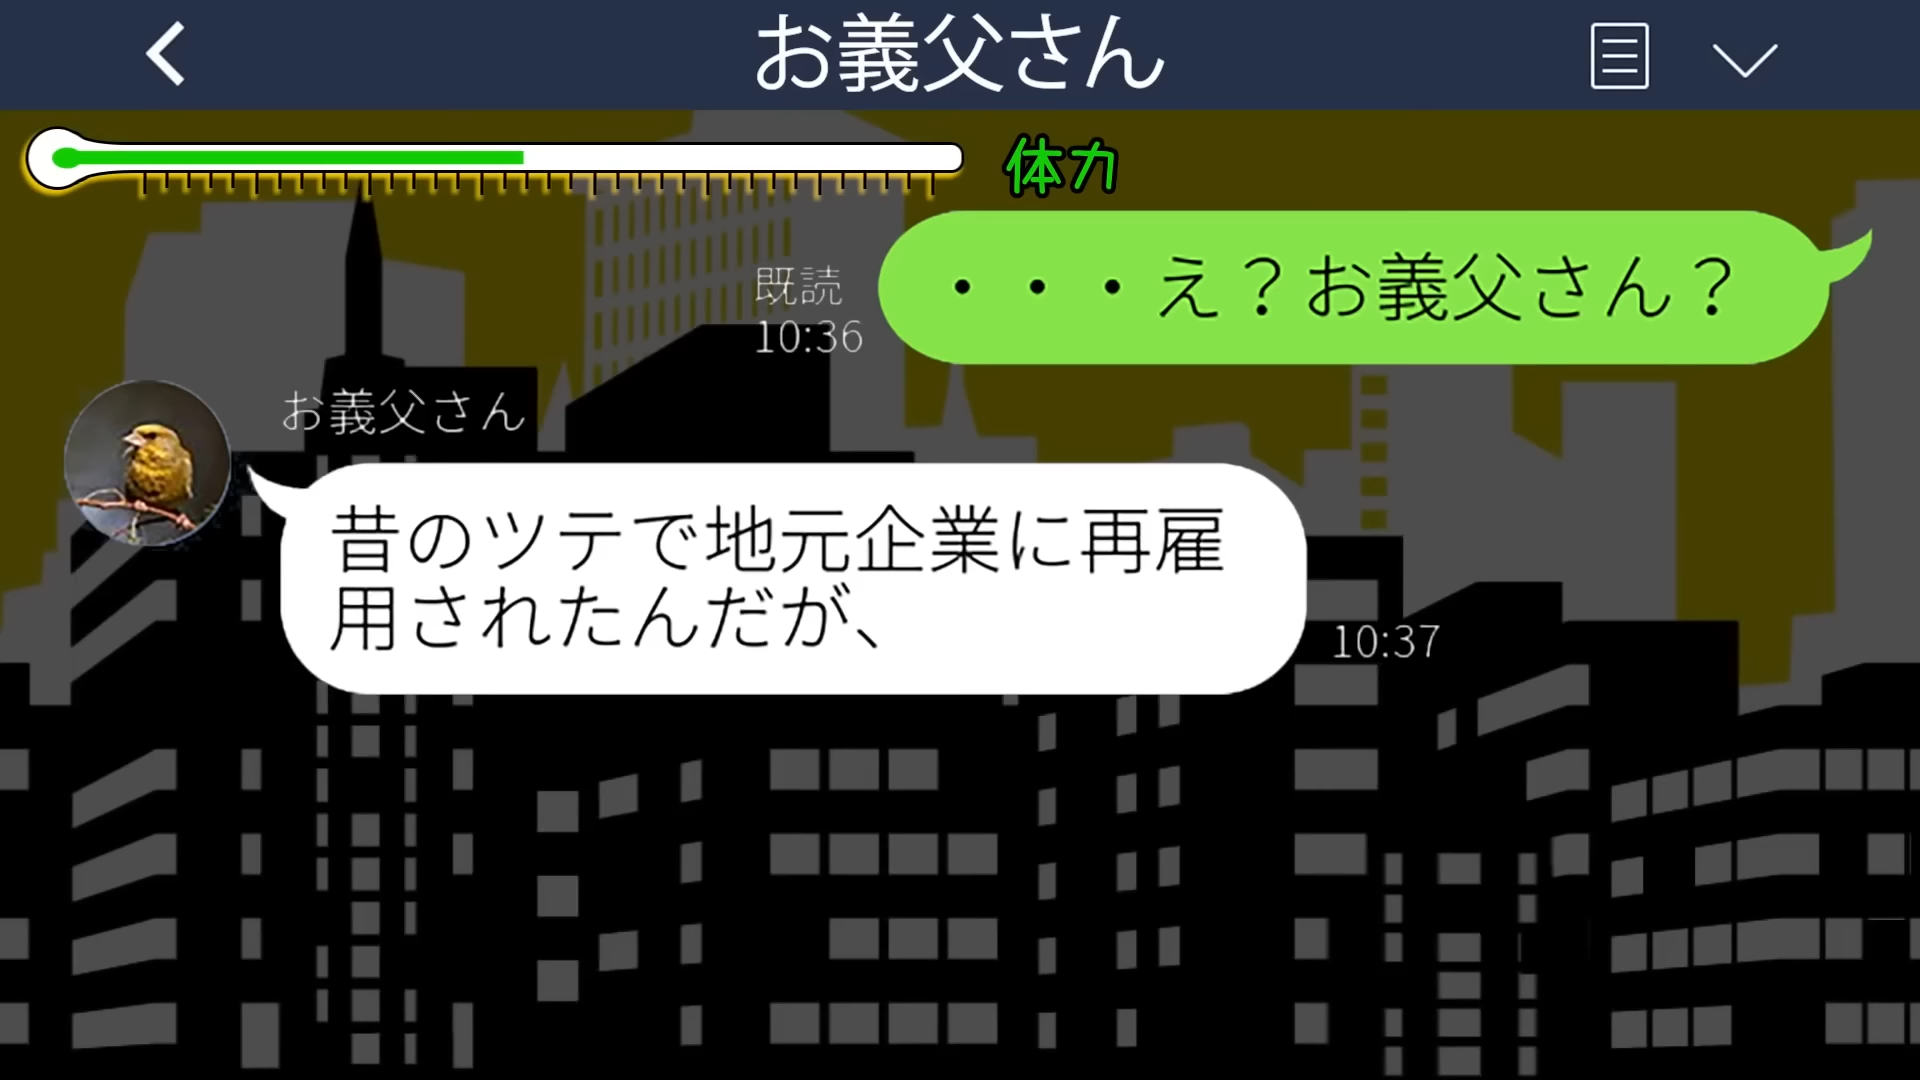 お義父さん
体力
・・・え？お義父さん？
既読
10:36
お義父さん
昔のツテで地元企業に再雇
用されたんだが、
10:37